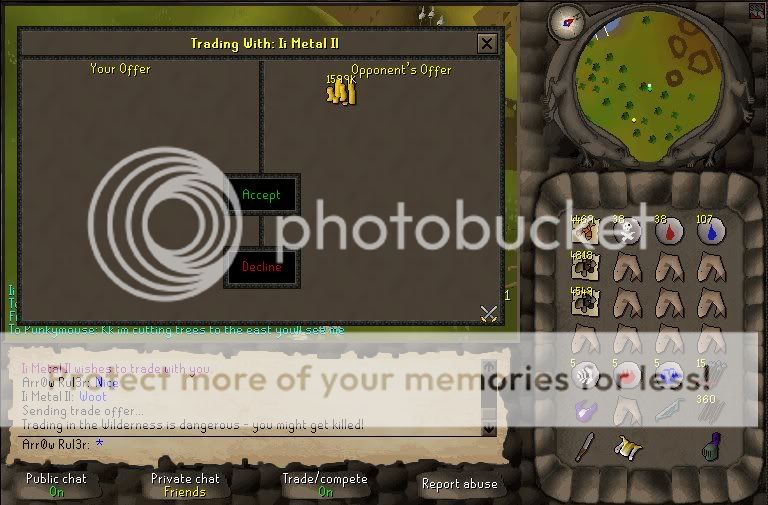 Trading With: Ii Metal II
Your Offer
Opponent's Offer
1599K
Accept
Decline
photobucket
To Punkymouse: Kk im cutting trees to the east you'll see me
Protect more of your memories for less!
Ii Metal II wishes to trade with you.
Arr0w Rul3r: Nice
Ii Metal II: Woot
Sending trade offer...
Trading in the Wilderness is dangerous - you might get killed!
Arr0w Rul3r: *
Public chat
On
Private chat
Friends
Trade/compete
On
Report abuse
38
107
4818
4549
5
5
5
15
360